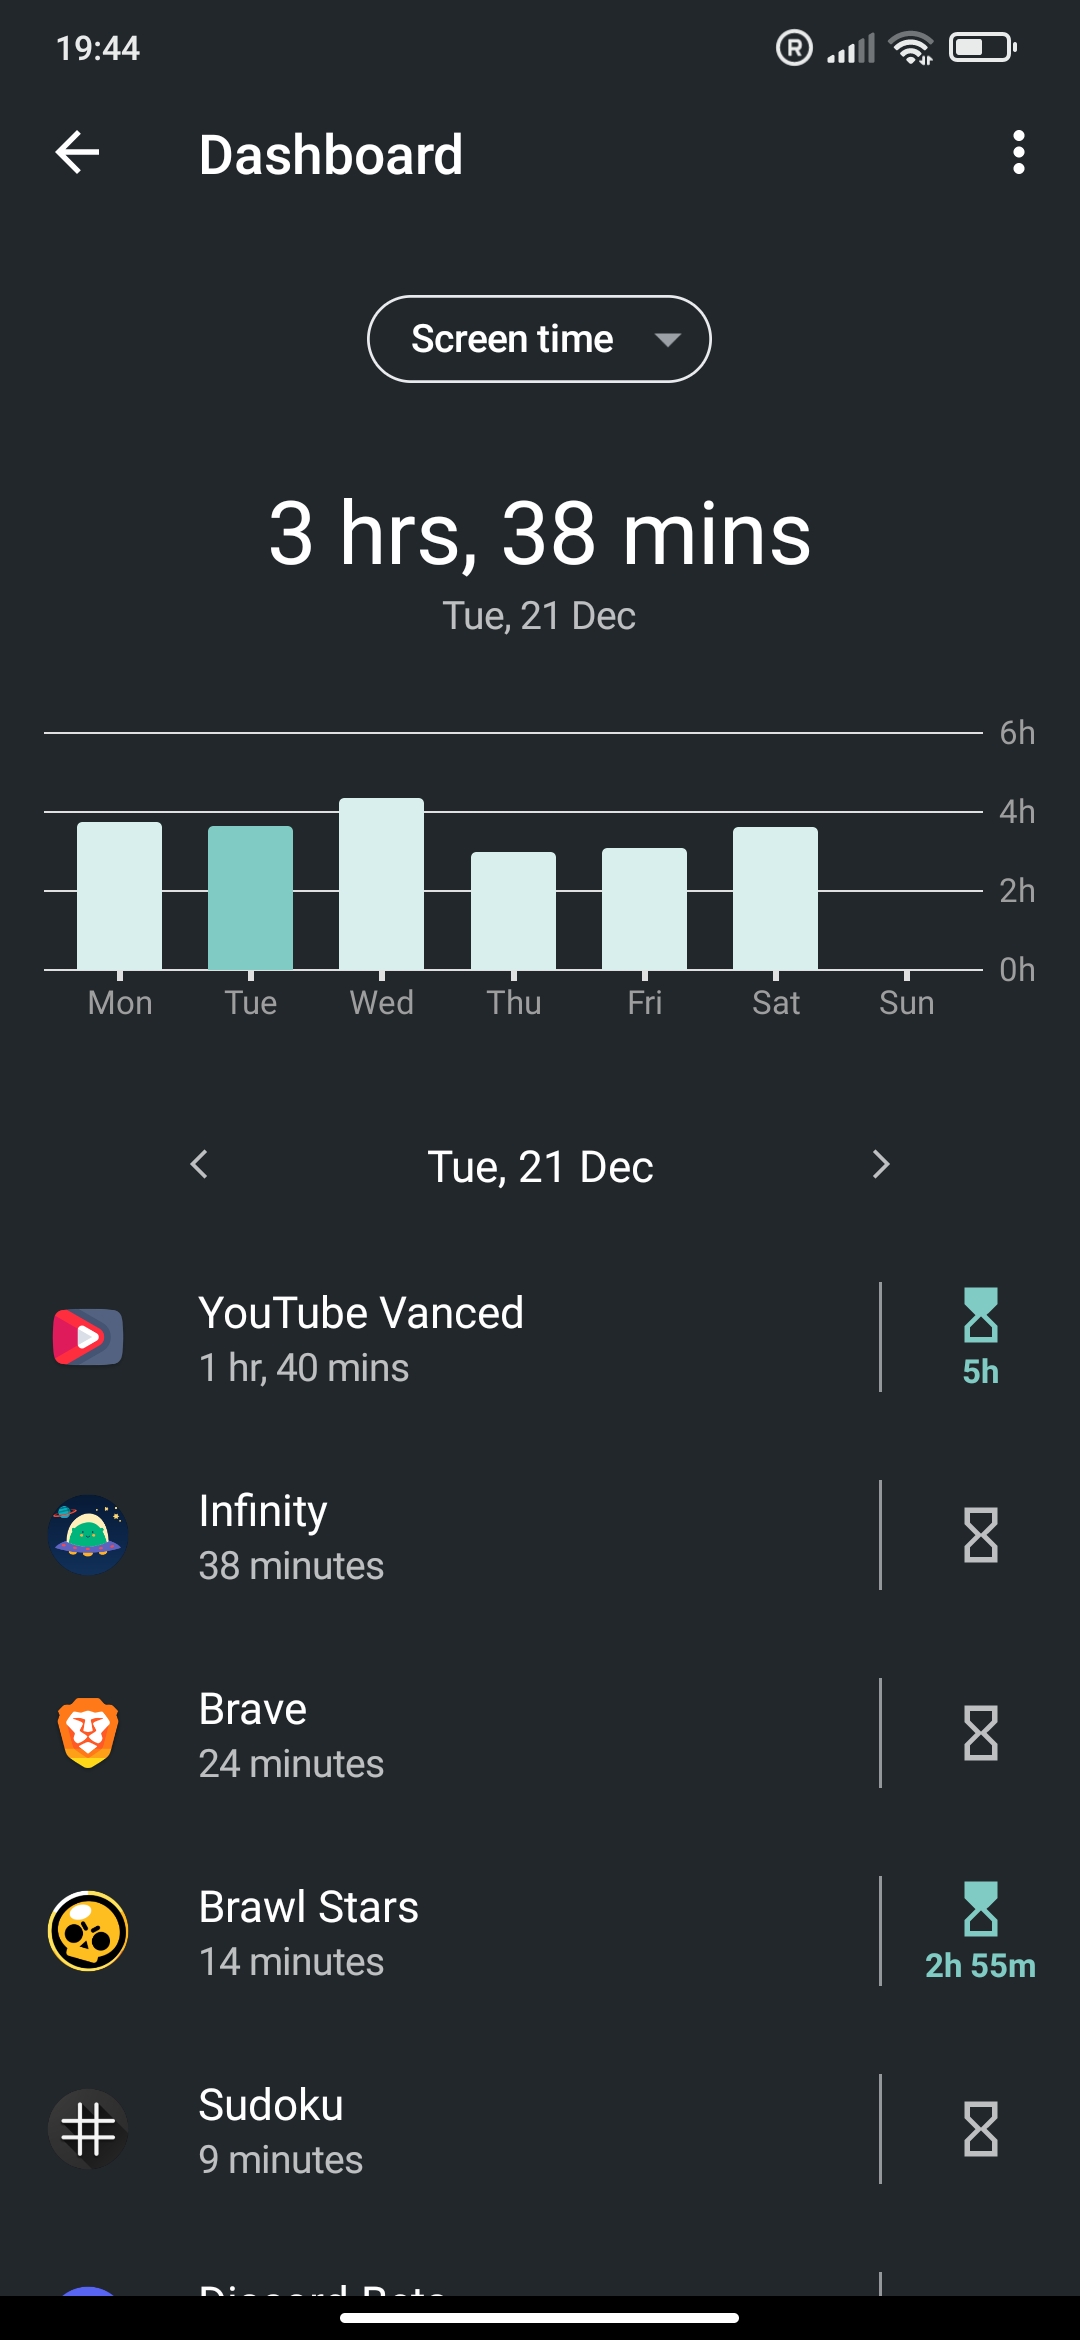 19:44
Dashboard
Screen time
3 hrs, 38 mins
Tue, 21 Dec
6h
4h
2h
0h
Mon Tue Wed Thu Fri Sat Sun
Tue, 21 Dec
YouTube Vanced
1 hr, 40 mins
5h
Infinity
38 minutes
Brave
24 minutes
Brawl Stars
14 minutes
2h 55m
Sudoku
9 minutes